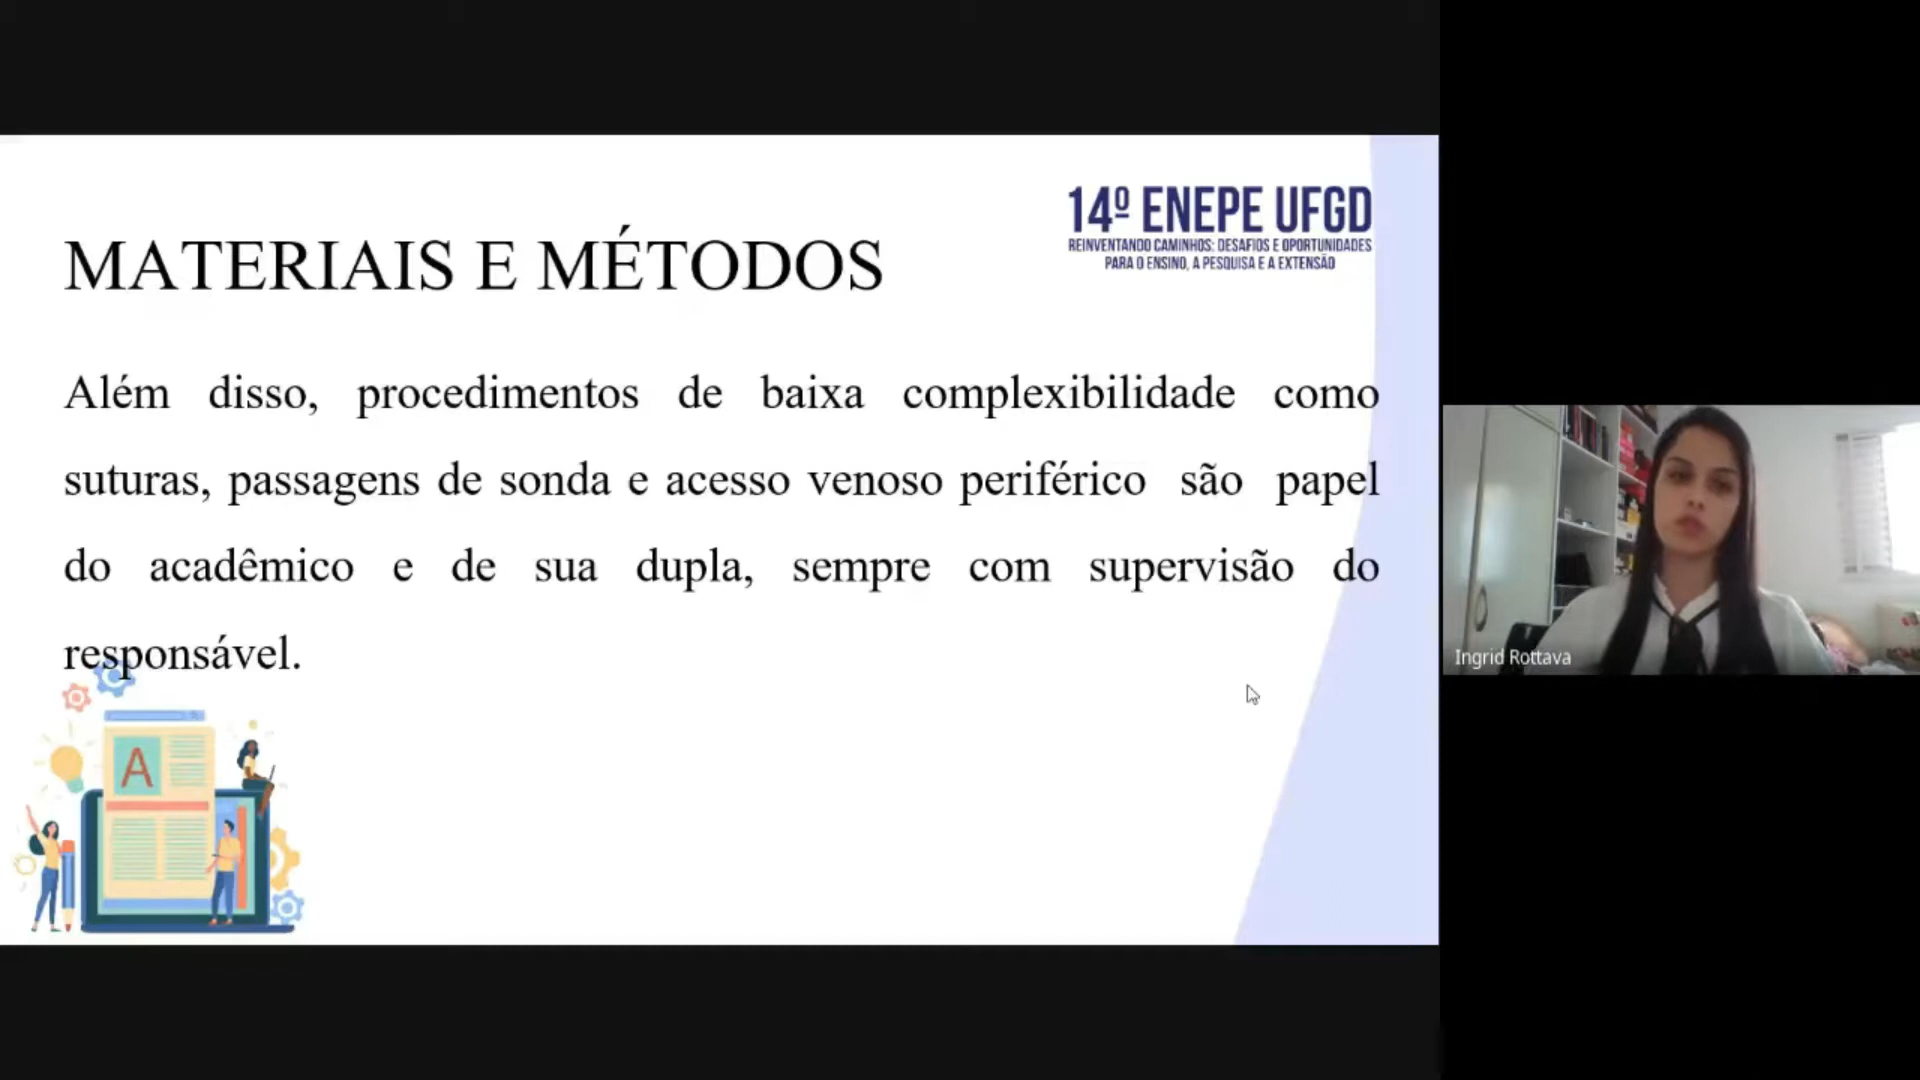 14º ENEPE UFGD
REINVENTANDO CAMINHOS: DESAFIOS E OPORTUNIDADES
PARA O ENSINO, A PESQUISA E A EXTENSÃO
MATERIAIS E MÉTODOS
Além disso, procedimentos de baixa complexibilidade como
suturas, passagens de sonda e acesso venoso periférico são papel
do acadêmico e de sua dupla, sempre com supervisão do
responsável.
A
Ingrid Rottava